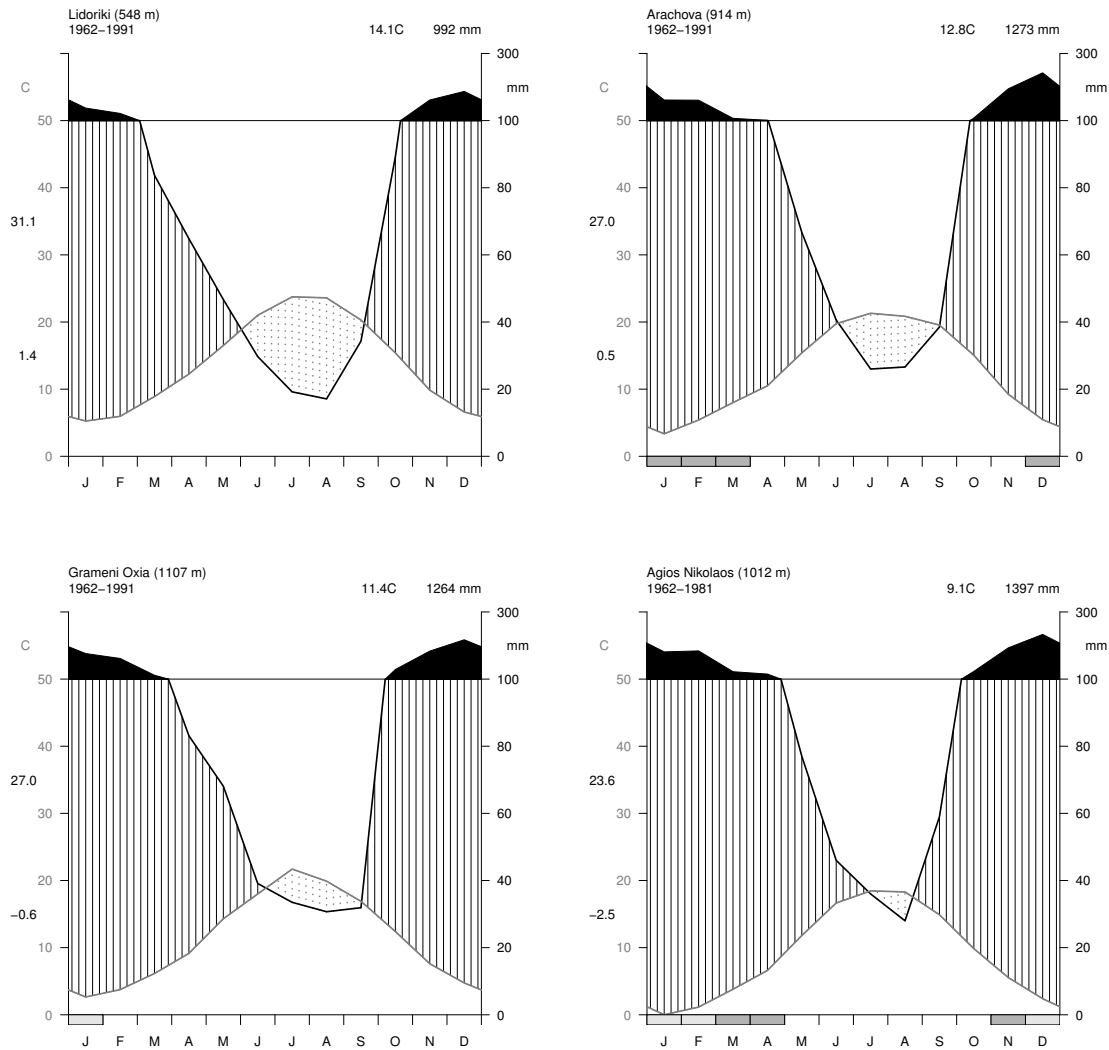 Lidoriki (548 m)
1962−1991 14.1C 992 mm
300
C mm
50 100
40 80
31.1
30 60
20 40
1.4
10 20
0 0
J F M A M J J A S O N D
Arachova (914 m)
1962−1991 12.8C 1273 mm
300
C mm
50 100
40 80
27.0
30 60
20 40
0.5
10 20
0 0
J F M A M J J A S O N D
Grameni Oxia (1107 m)
1962−1991 11.4C 1264 mm
300
C mm
50 100
40 80
27.0
30 60
20 40
−0.6
10 20
0 0
J F M A M J J A S O N D
Agios Nikolaos (1012 m)
1962−1981 9.1C 1397 mm
300
C mm
50 100
40 80
23.6
30 60
20 40
−2.5
10 20
0 0
J F M A M J J A S O N D